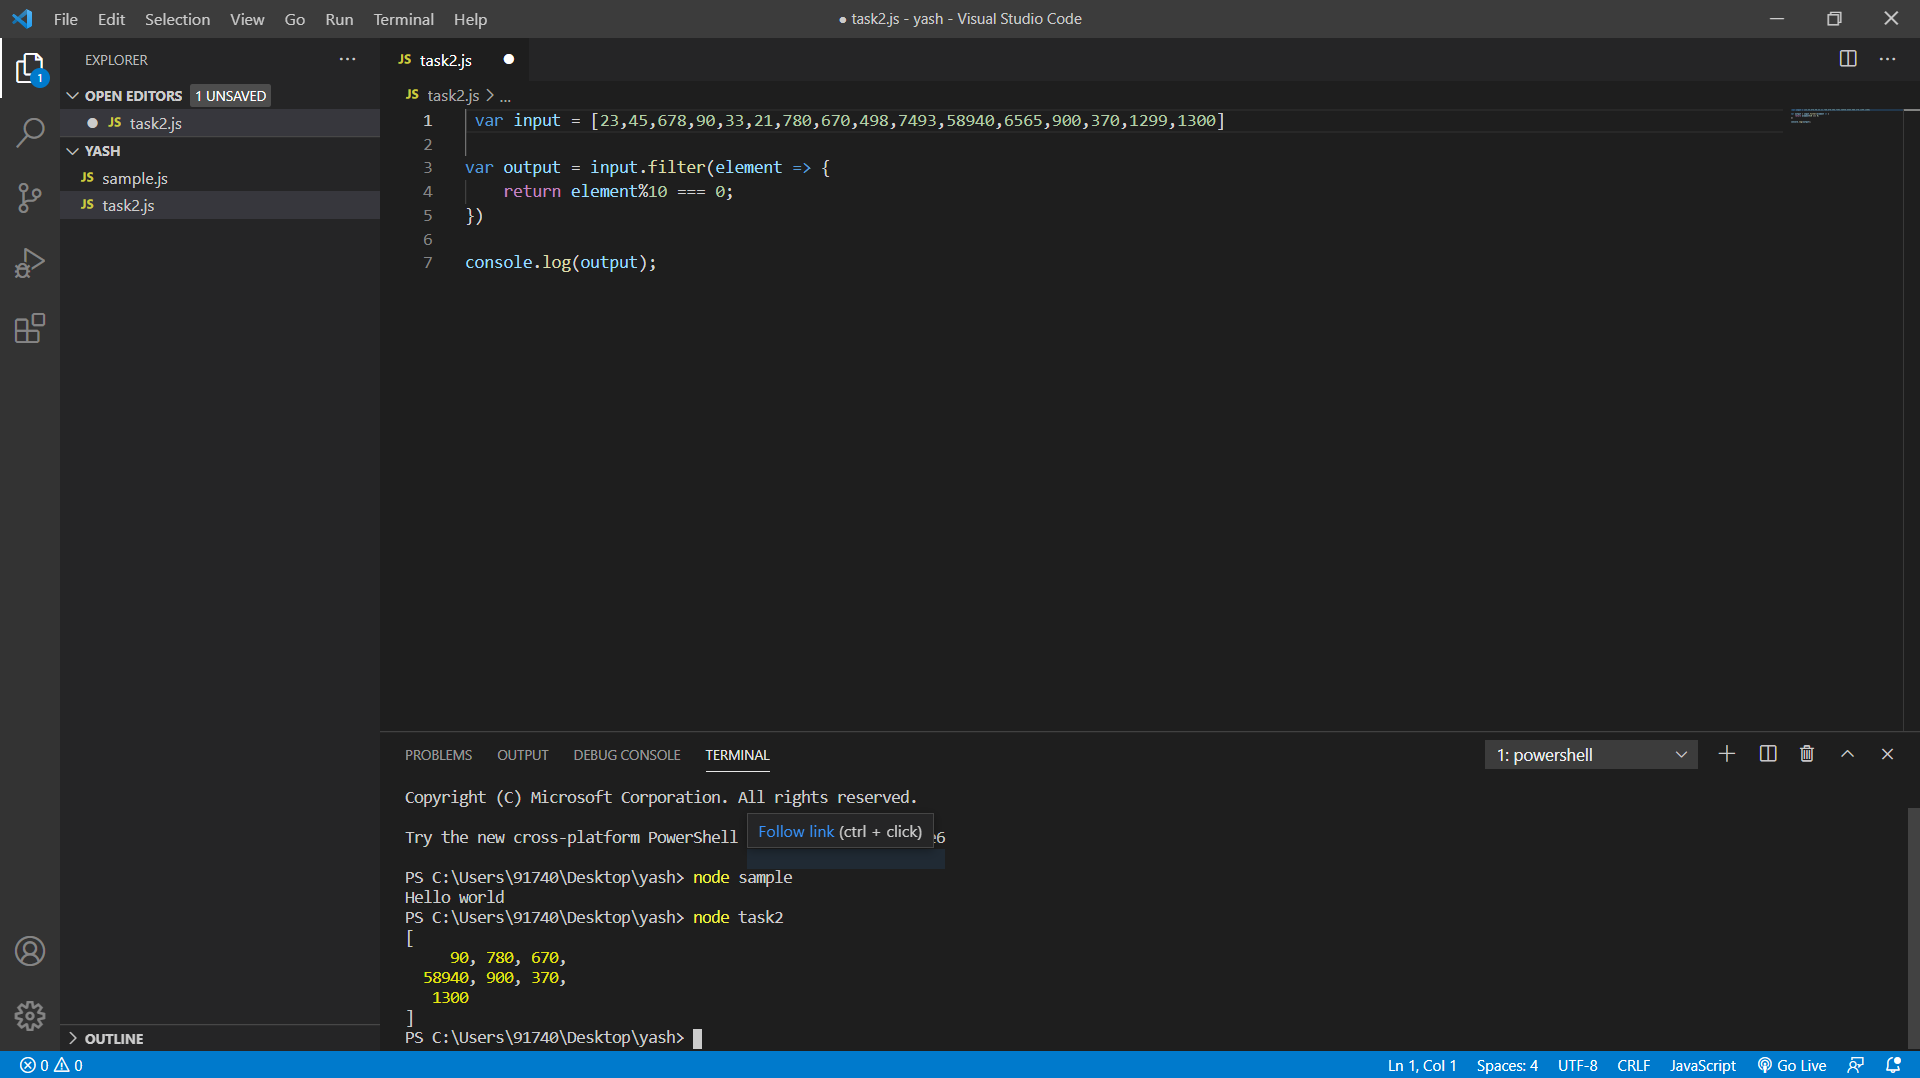 File Edit Selection View Go Run Terminal Help
● task2.js - yash - Visual Studio Code
1
EXPLORER
OPEN EDITORS 1 UNSAVED
JS task2.js
YASH
JS sample.js
JS task2.js
OUTLINE
JS task2.js
JS task2.js > ...
1 var input = [23,45,678,90,33,21,780,670,498,7493,58940,6565,900,370,1299,1300]
2
3 var output = input.filter(element => {
4 return element%10 === 0;
5 })
6
7 console.log(output);
PROBLEMS OUTPUT DEBUG CONSOLE TERMINAL
1: powershell
Copyright (C) Microsoft Corporation. All rights reserved.
Follow link (ctrl + click)
Try the new cross-platform PowerShell
PS C:\Users\91740\Desktop\yash> node sample
Hello world
PS C:\Users\91740\Desktop\yash> node task2
[
90, 780, 670,
58940, 900, 370,
1300
]
PS C:\Users\91740\Desktop\yash>
0 0
Ln 1, Col 1 Spaces: 4 UTF-8 CRLF JavaScript Go Live